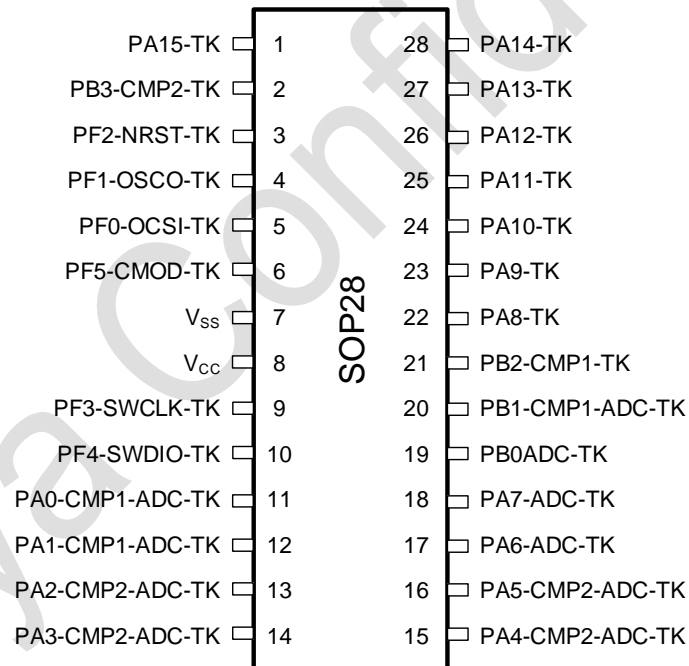 PA15-TK 1 28 PA14-TK
PB3-CMP2-TK 2 27 PA13-TK
PF2-NRST-TK 3 26 PA12-TK
PF1-OSCO-TK 4 25 PA11-TK
PF0-OCSI-TK 5 24 PA10-TK
PF5-CMOD-TK 6 23 PA9-TK
VSS 7 22 PA8-TK
VCC 8 21 PB2-CMP1-TK
PF3-SWCLK-TK 9 20 PB1-CMP1-ADC-TK
PF4-SWDIO-TK 10 19 PB0ADC-TK
PA0-CMP1-ADC-TK 11 18 PA7-ADC-TK
PA1-CMP1-ADC-TK 12 17 PA6-ADC-TK
PA2-CMP2-ADC-TK 13 16 PA5-CMP2-ADC-TK
PA3-CMP2-ADC-TK 14 15 PA4-CMP2-ADC-TK
SOP28